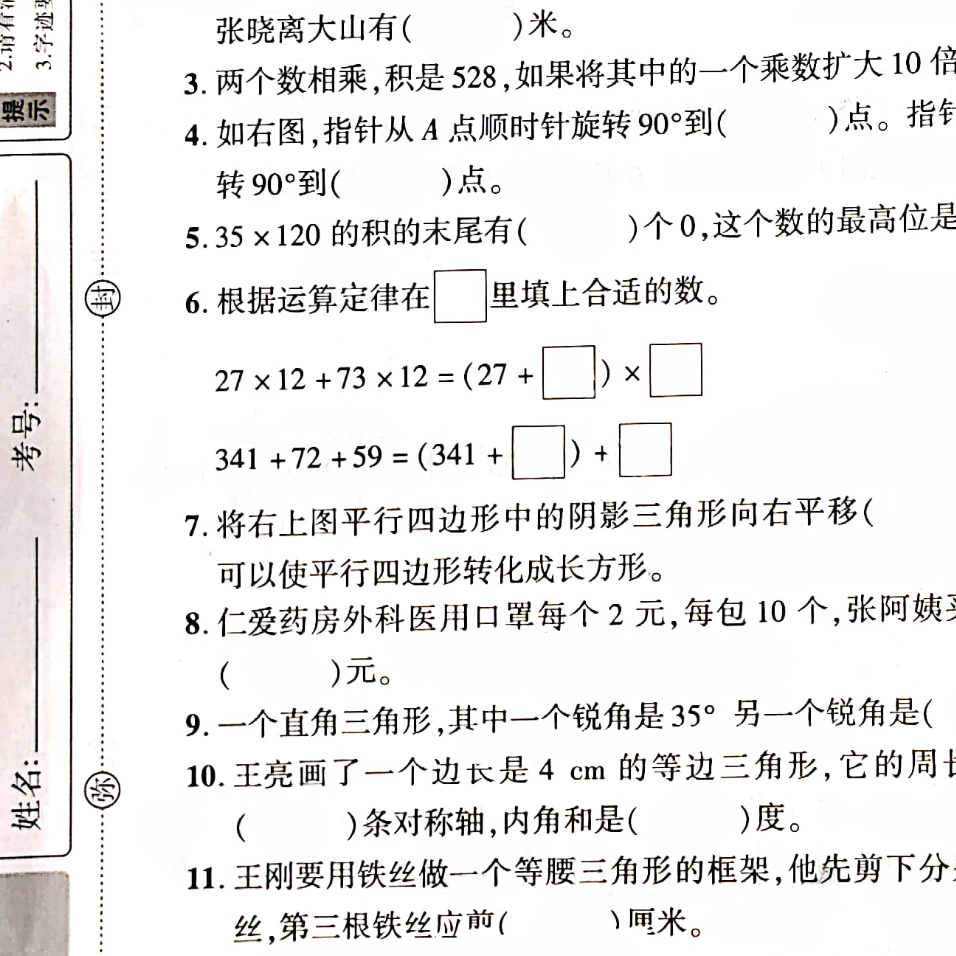 张晓离大山有(  )米。
3. 两个数相乘,积是 528,如果将其中的一个乘数扩大 10 倍
4. 如右图,指针从 A 点顺时针旋转 90°到(  )点。指针
转 90°到(  )点。
5. 35 × 120 的积的末尾有(  )个 0,这个数的最高位是
6. 根据运算定律在□里填上合适的数。
27 × 12 + 73 × 12 = (27 + □) × □
341 + 72 + 59 = (341 + □) + □
7. 将右上图平行四边形中的阴影三角形向右平移(
可以使平行四边形转化成长方形。
8. 仁爱药房外科医用口罩每个 2 元,每包 10 个,张阿姨
(  )元。
9. 一个直角三角形,其中一个锐角是 35° 另一个锐角是(
10. 王亮画了一个边长是 4 cm 的等边三角形,它的周长
(  )条对称轴,内角和是(  )度。
11. 王刚要用铁丝做一个等腰三角形的框架,他先剪下分
丝,第三根铁丝应剪(  )厘米。
提示
2.请看清
3.字迹要
考号:
姓名:
封
弥